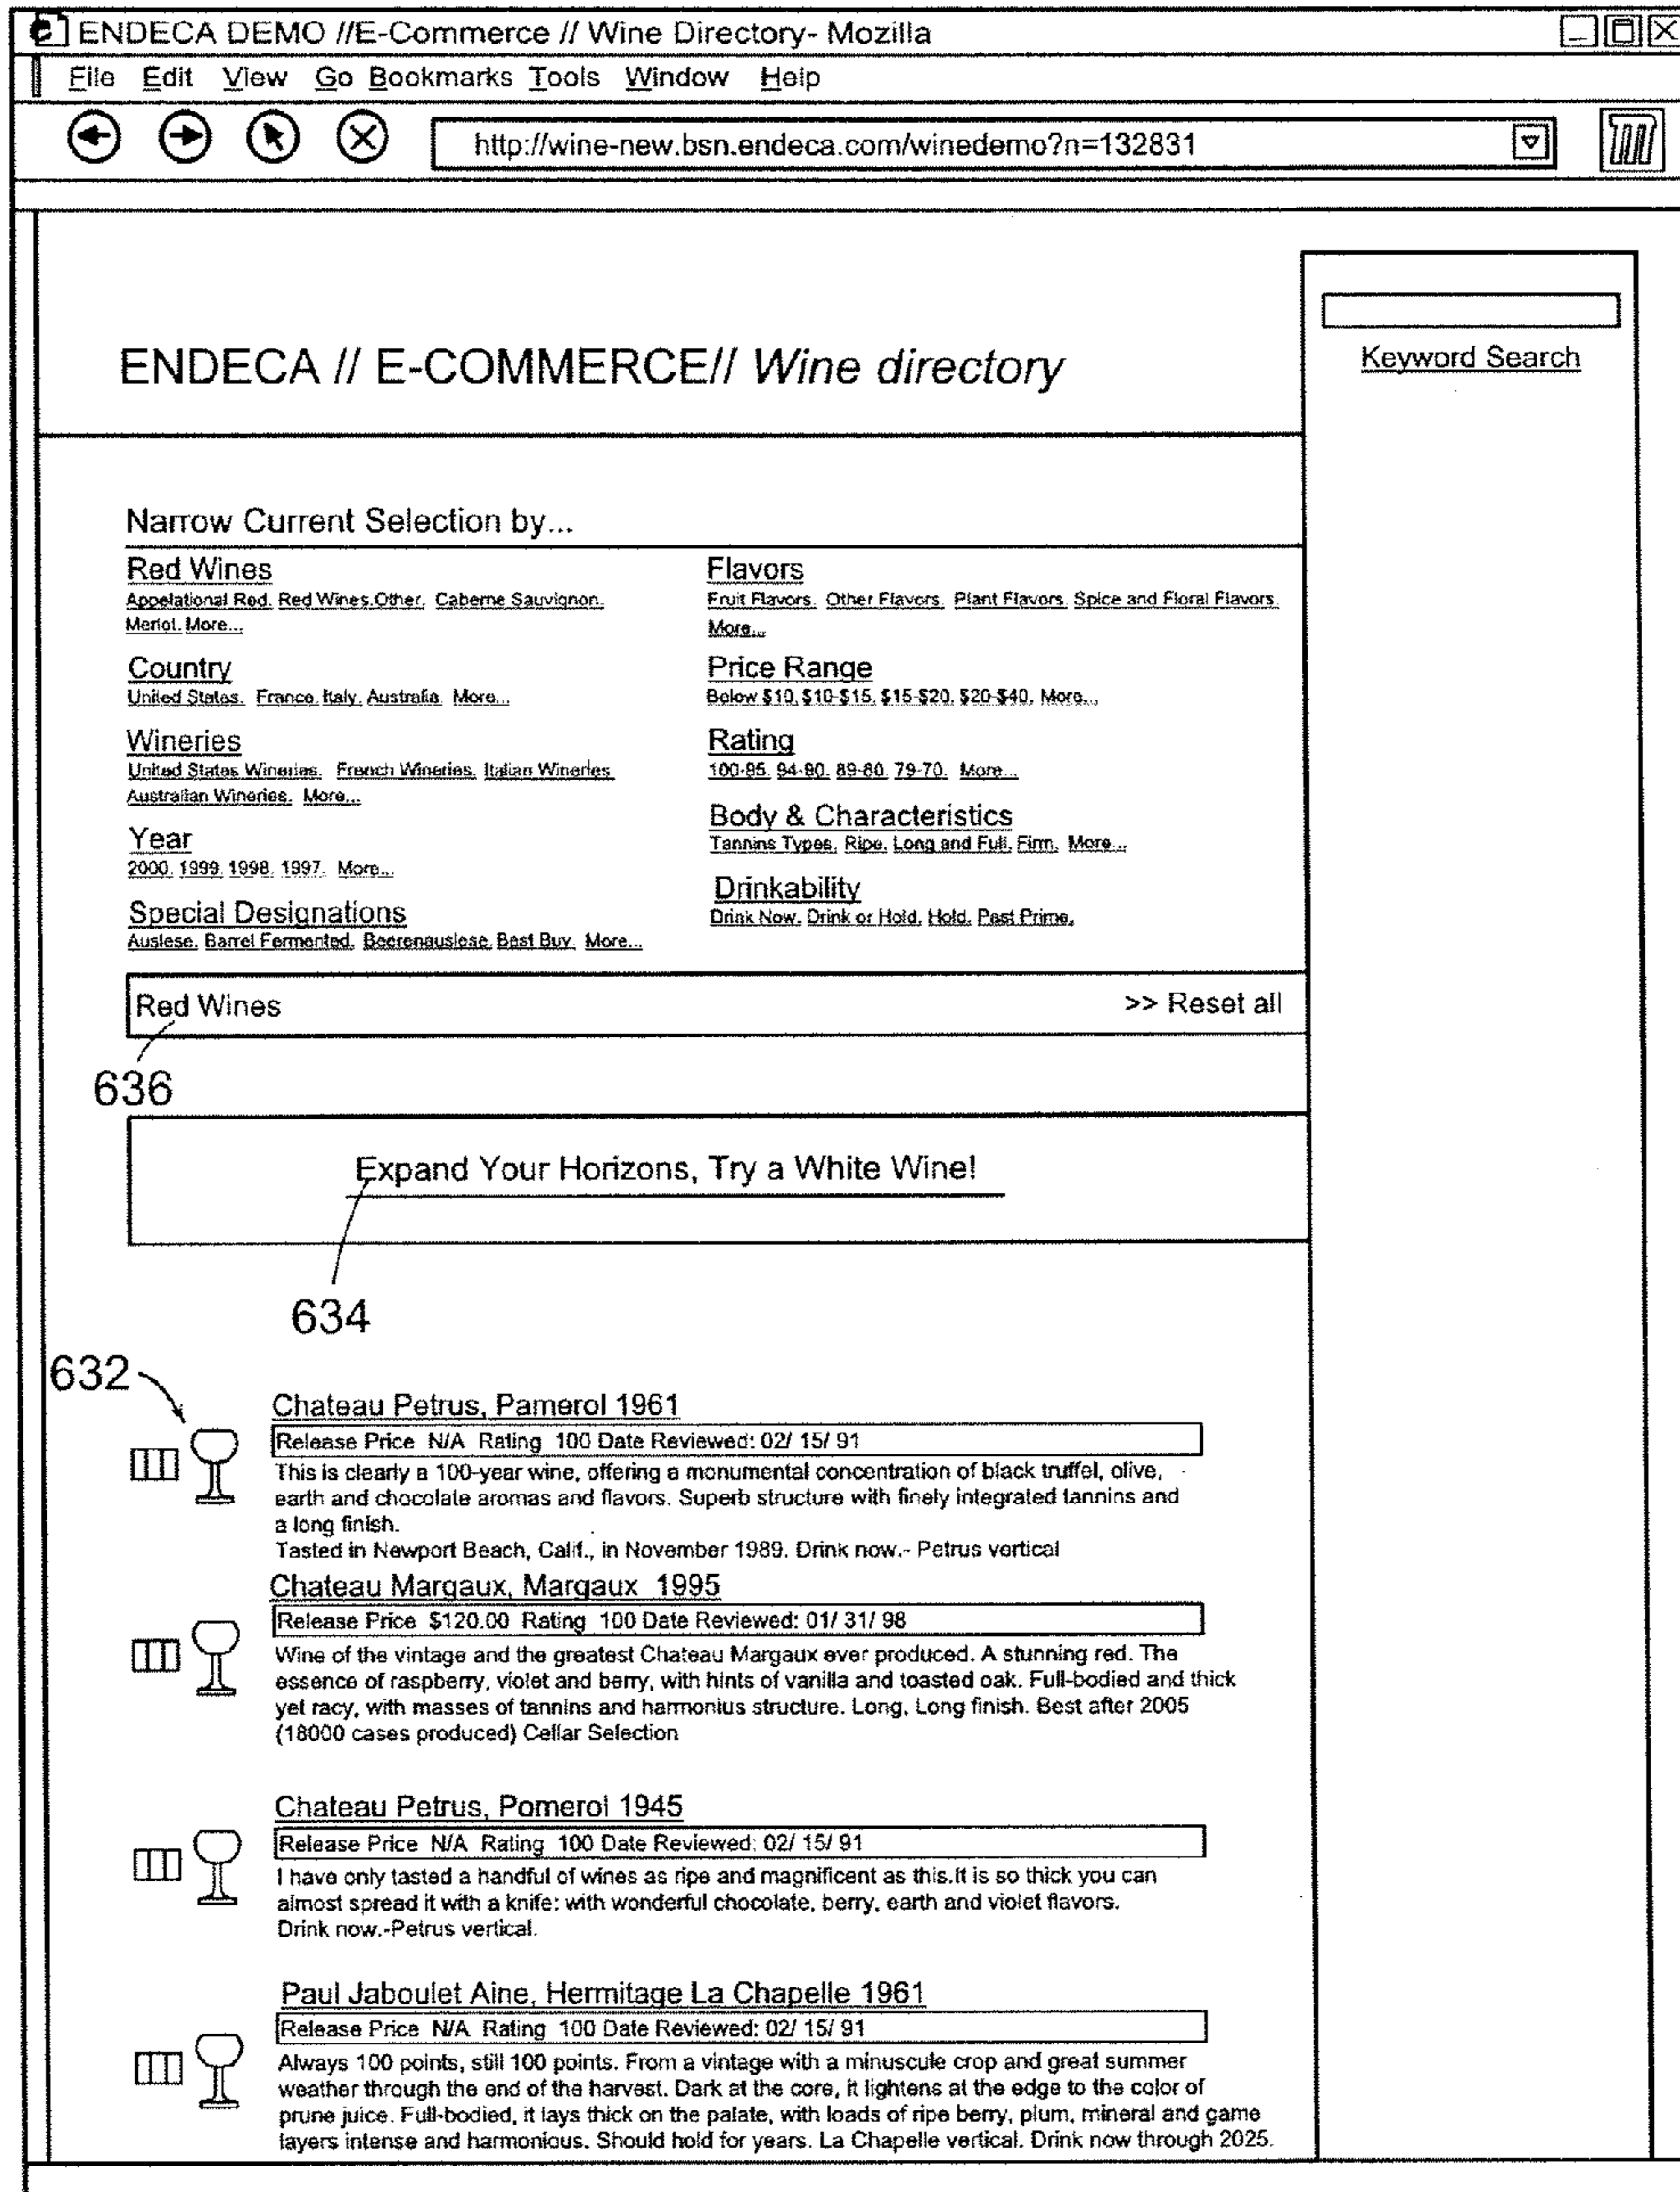 ENDECA DEMO //E-Commerce // Wine Directory- Mozilla
File Edit View Go Bookmarks Tools Window Help
http://wine-new.bsn.endeca.com/winedemo?n=132831
ENDECA // E-COMMERCE// Wine directory
Keyword Search
Narrow Current Selection by...
Red Wines
Appelational Red. Red Wines.Other. Caberne Sauvignon.
Merlot. More...
Country
United States. France. Italy. Australia. More...
Wineries
United States Wineries. French Wineries. Italian Wineries.
Australian Wineries. More...
Year
2000. 1999. 1998. 1997. More...
Special Designations
Auslese. Barrel Fermented. Beerenauslese. Best Buy. More...
Flavors
Fruit Flavors. Other Flavors. Plant Flavors. Spice and Floral Flavors.
More...
Price Range
Below $10. $10-$15. $15-$20. $20-$40. More...
Rating
100-95. 94-90. 89-80. 79-70. More...
Body & Characteristics
Tannins Types. Ripe. Long and Full. Firm. More...
Drinkability
Drink Now. Drink or Hold. Hold. Past Prime.
Red Wines >> Reset all
636
Expand Your Horizons, Try a White Wine!
634
632
Chateau Petrus, Pamerol 1961
Release Price N/A Rating 100 Date Reviewed: 02/ 15/ 91
This is clearly a 100-year wine, offering a monumental concentration of black truffel, olive,
earth and chocolate aromas and flavors. Superb structure with finely integrated tannins and
a long finish.
Tasted in Newport Beach, Calif., in November 1989. Drink now.- Petrus vertical
Chateau Margaux, Margaux 1995
Release Price $120.00 Rating 100 Date Reviewed: 01/ 31/ 98
Wine of the vintage and the greatest Chateau Margaux ever produced. A stunning red. The
essence of raspberry, violet and berry, with hints of vanilla and toasted oak. Full-bodied and thick
yet racy, with masses of tannins and harmonius structure. Long, Long finish. Best after 2005
(18000 cases produced) Cellar Selection
Chateau Petrus, Pomerol 1945
Release Price N/A Rating 100 Date Reviewed: 02/ 15/ 91
I have only tasted a handful of wines as ripe and magnificent as this.It is so thick you can
almost spread it with a knife: with wonderful chocolate, berry, earth and violet flavors.
Drink now.-Petrus vertical.
Paul Jaboulet Aine, Hermitage La Chapelle 1961
Release Price N/A Rating 100 Date Reviewed: 02/ 15/ 91
Always 100 points, still 100 points. From a vintage with a minuscule crop and great summer
weather through the end of the harvest. Dark at the core, it lightens at the edge to the color of
prune juice. Full-bodied, it lays thick on the palate, with loads of ripe berry, plum, mineral and game
layers intense and harmonious. Should hold for years. La Chapelle vertical. Drink now through 2025.